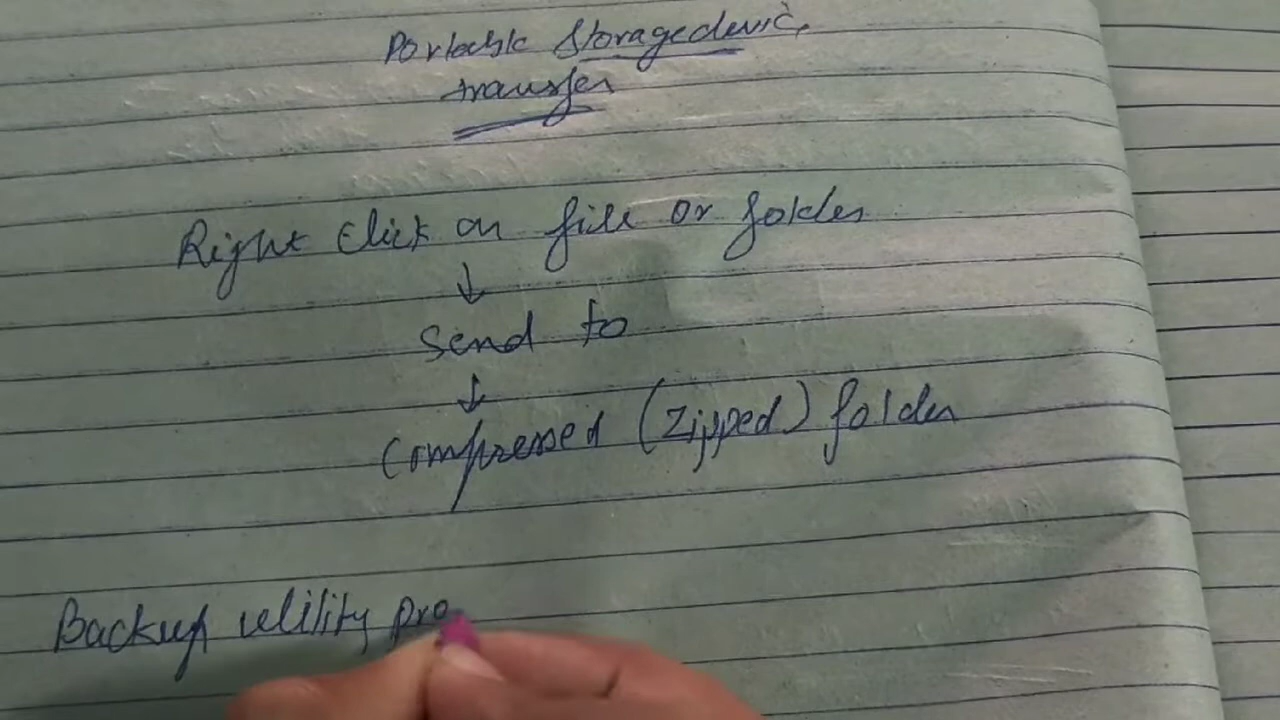 Portable Storage device
transfer
Right click on file or folder
↓
Send to
↓
Compressed (Zipped) folder
Backup utility pro